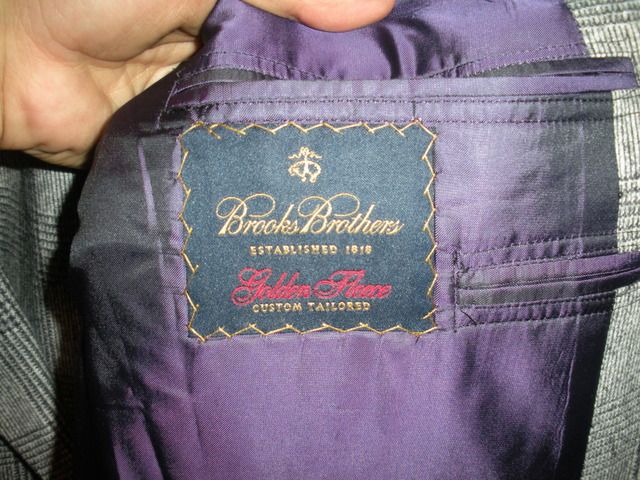 Brooks Brothers
ESTABLISHED 1818
Golden Fleece
CUSTOM TAILORED